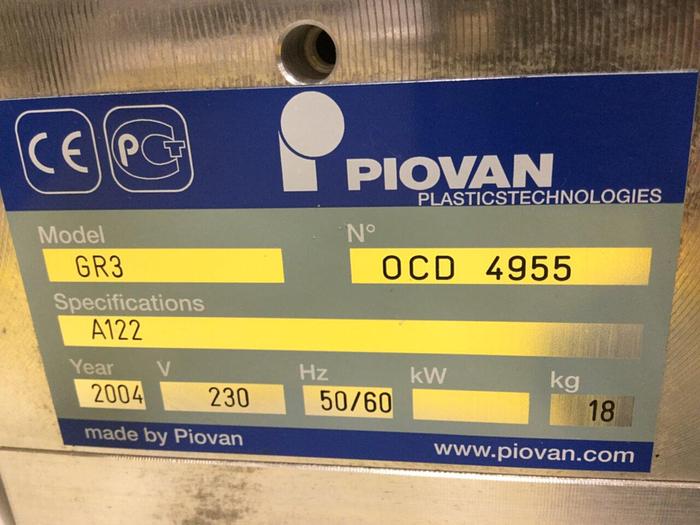 CE PCT
PIOVAN
PLASTICSTECHNOLOGIES
Model N°
GR3 OCD 4955
Specifications
A122
Year V Hz kW kg
2004 230 50/60 18
made by Piovan www.piovan.com